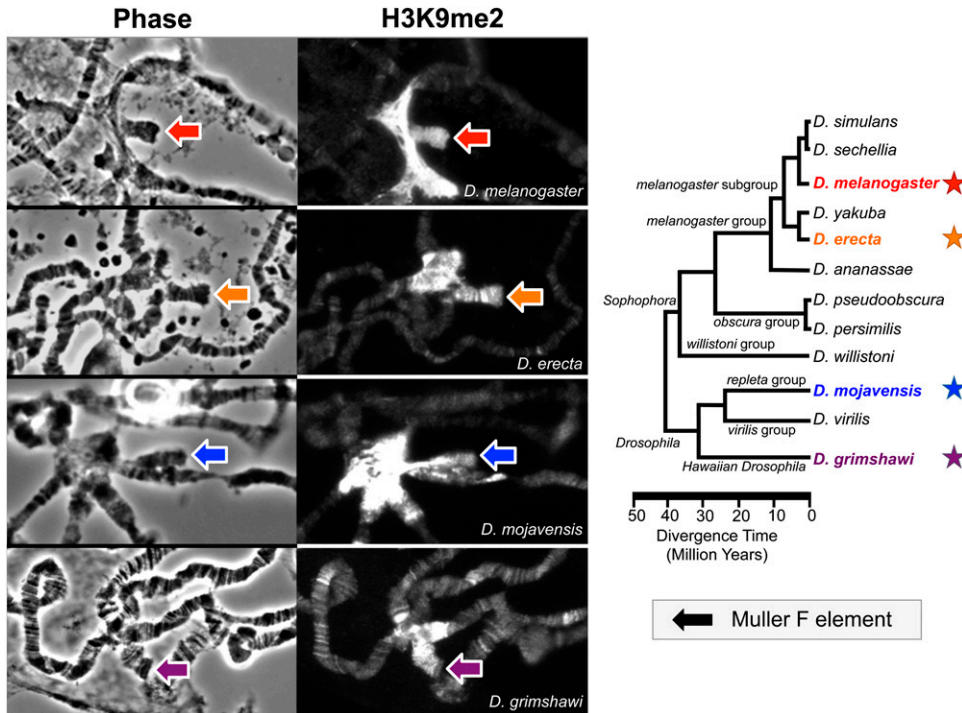 Phase
H3K9me2
D. melanogaster
D. erecta
D. mojavensis
D. grimshawi
D. simulans
D. sechellia
melanogaster subgroup
D. melanogaster
D. yakuba
melanogaster group
D. erecta
D. ananassae
Sophophora
D. pseudoobscura
obscura group
D. persimilis
willistoni group
D. willistoni
repleta group
D. mojavensis
D. virilis
virilis group
Drosophila
Hawaiian Drosophila
D. grimshawi
50 40 30 20 10 0
Divergence Time
(Million Years)
Muller F element